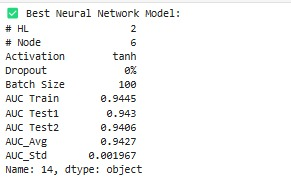 ✅ Best Neural Network Model:
# HL 2
# Node 6
Activation tanh
Dropout 0%
Batch Size 100
AUC Train 0.9445
AUC Test1 0.943
AUC Test2 0.9406
AUC_Avg 0.9427
AUC_Std 0.001967
Name: 14, dtype: object